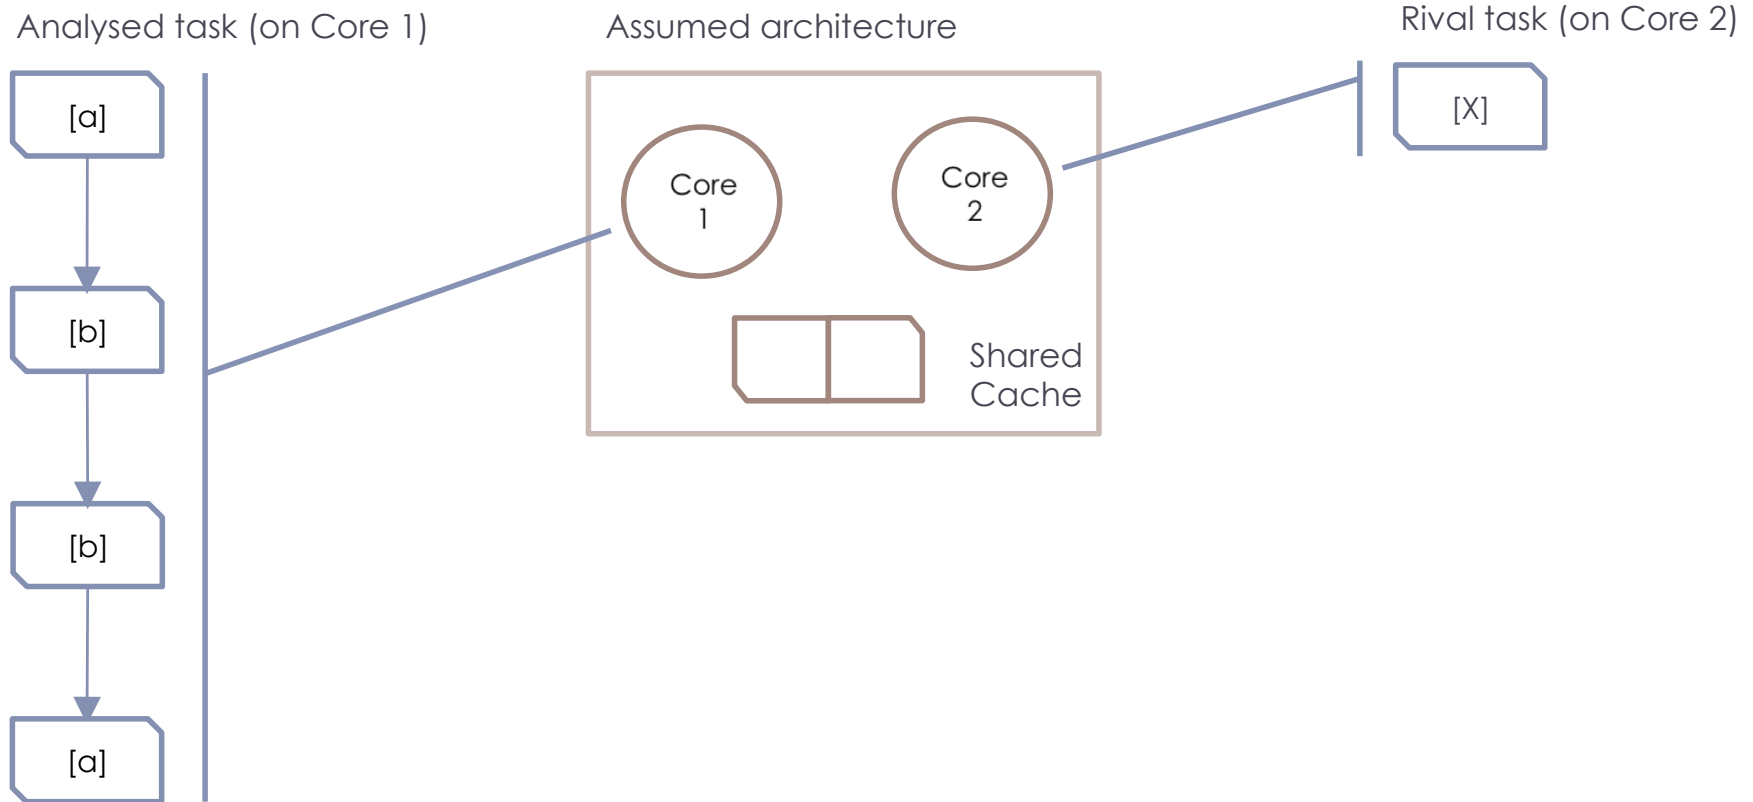 Analysed task (on Core 1)
[a]
[b]
[b]
[a]
Assumed architecture
Core
1
Core
2
Shared
Cache
Rival task (on Core 2)
[X]